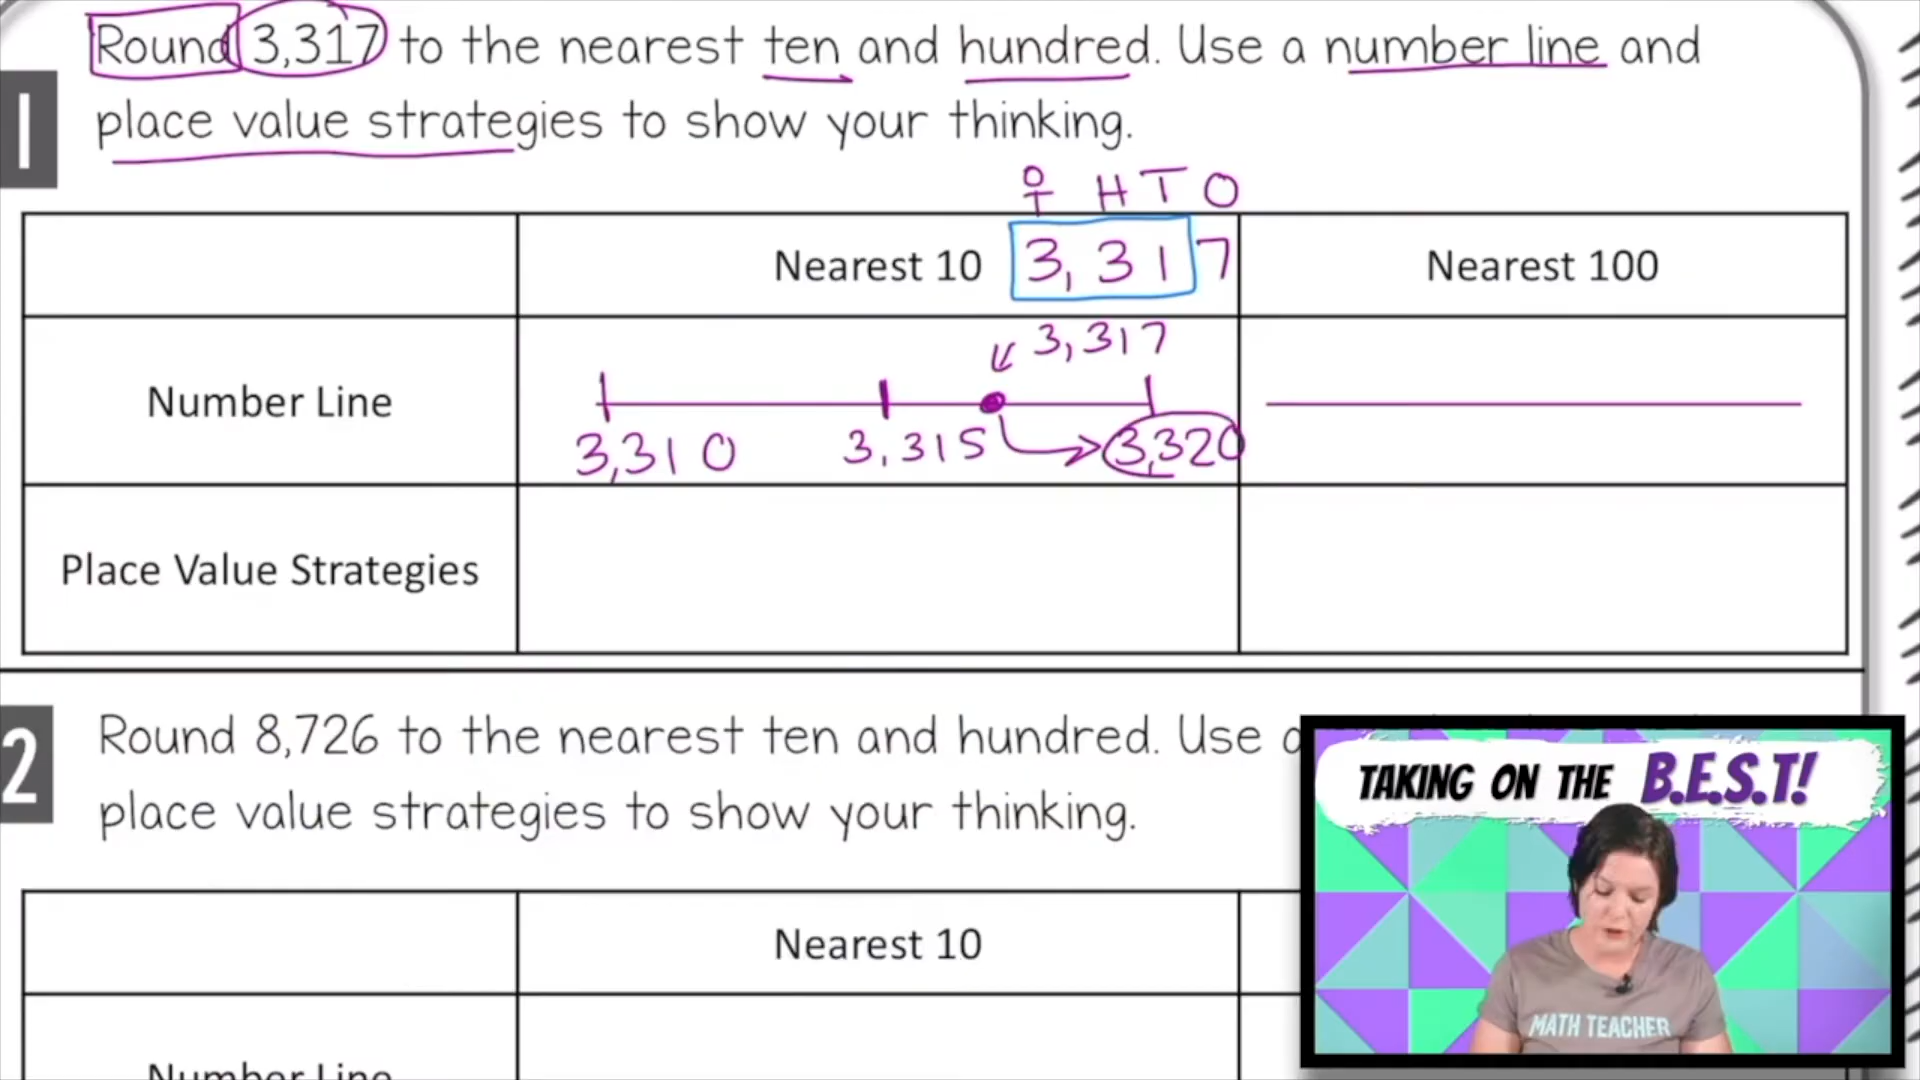 Round 3,317 to the nearest ten and hundred. Use a number line and
1
place value strategies to show your thinking.
Th H T O
Nearest 10 3,317 Nearest 100
3,317
Number Line
3,310 3,315 3,320
Place Value Strategies
2
Round 8,726 to the nearest ten and hundred. Use a
place value strategies to show your thinking.
TAKING ON THE B.E.S.T!
Nearest 10
MATH TEACHER
Number Line